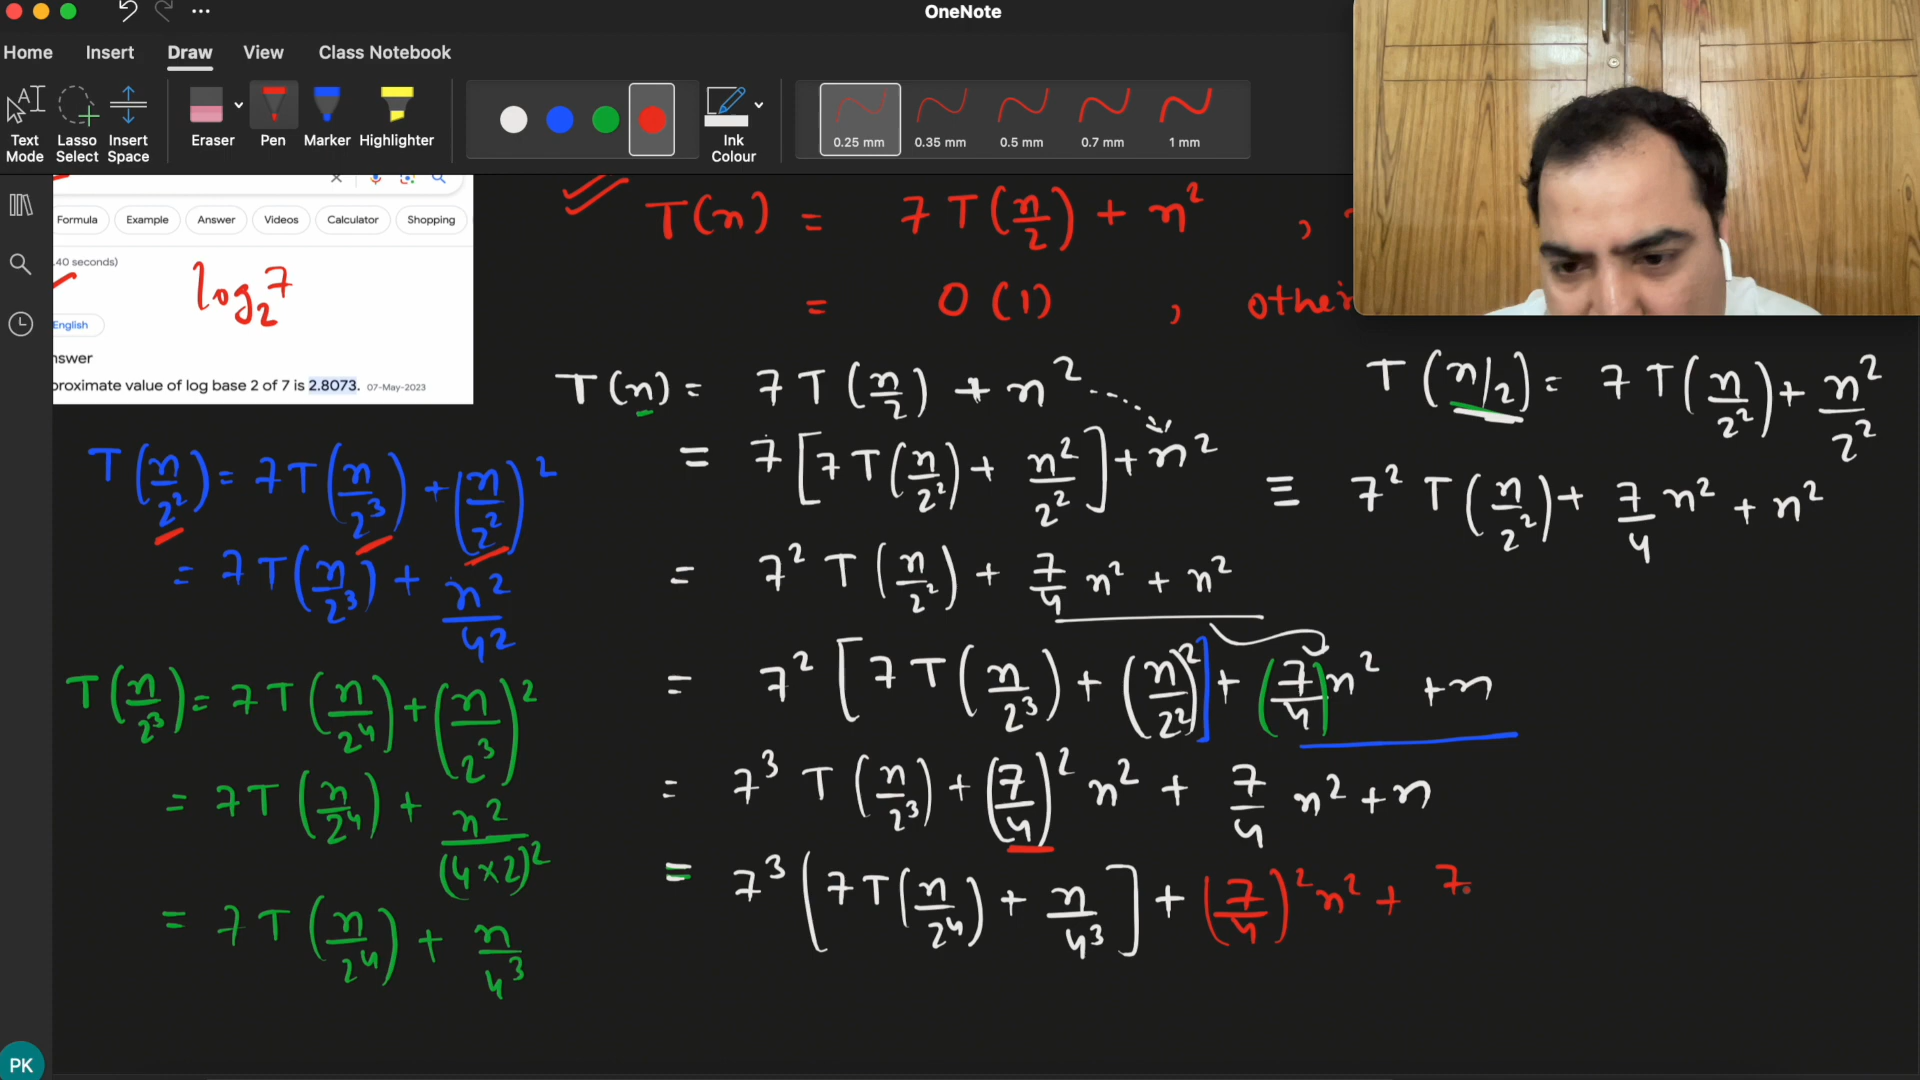 OneNote
Home Insert Draw View Class Notebook
Text Mode
Lasso Select
Insert Space
Eraser
Pen
Marker
Highlighter
Ink Colour
0.25 mm 0.35 mm 0.5 mm 0.7 mm 1 mm
Formula Example Answer Videos Calculator Shopping
40 seconds)
log₂7
English
nswer
proximate value of log base 2 of 7 is 2.8073. 07-May-2023
T(n) = 7T(n/2) + n² ,
= O(1) ,
T(n) = 7T(n/2) + n²
= 7[7T(n/2²) + n²/2²] + n²
= 7² T(n/2²) + 7/4 n² + n²
= 7² [7T(n/2³) + (n/2²)²] + (7/4)n² + n
= 7³ T(n/2³) + (7/4)² n² + 7/4 n² + n
= 7³ (7T(n/2⁴) + n/4³] + (7/4)² n² + 7
T(n/2) = 7T(n/2²) + n²/2²
≡ 7² T(n/2²) + 7/4 n² + n²
T(n/2²) = 7T(n/2³) + (n/2²)²
= 7T(n/2³) + n²/4²
T(n/2³) = 7T(n/2⁴) + (n/2³)²
= 7T(n/2⁴) + n²/(4×2)²
= 7T(n/2⁴) + n/4³
PK